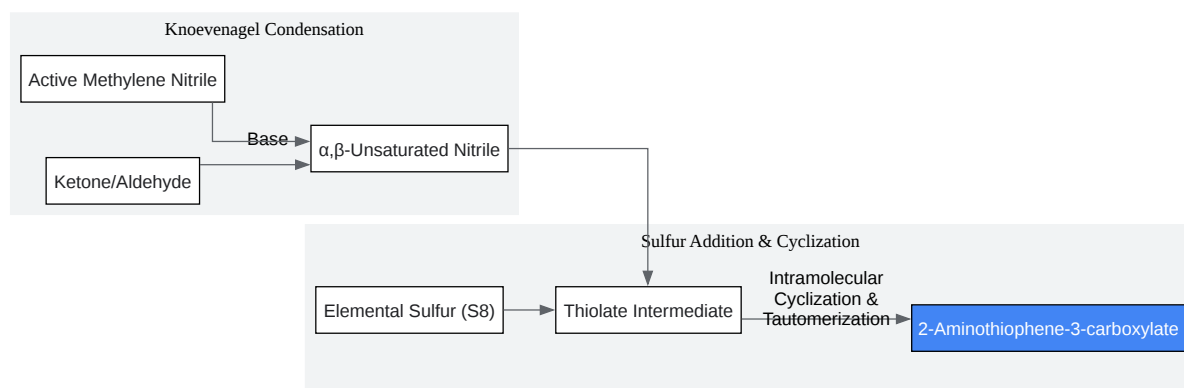 Knoevenagel Condensation
Active Methylene Nitrile
Base
α,β-Unsaturated Nitrile
Ketone/Aldehyde
Sulfur Addition & Cyclization
Intramolecular
Cyclization &
Tautomerization
Elemental Sulfur (S8)
Thiolate Intermediate
2-Aminothiophene-3-carboxylate